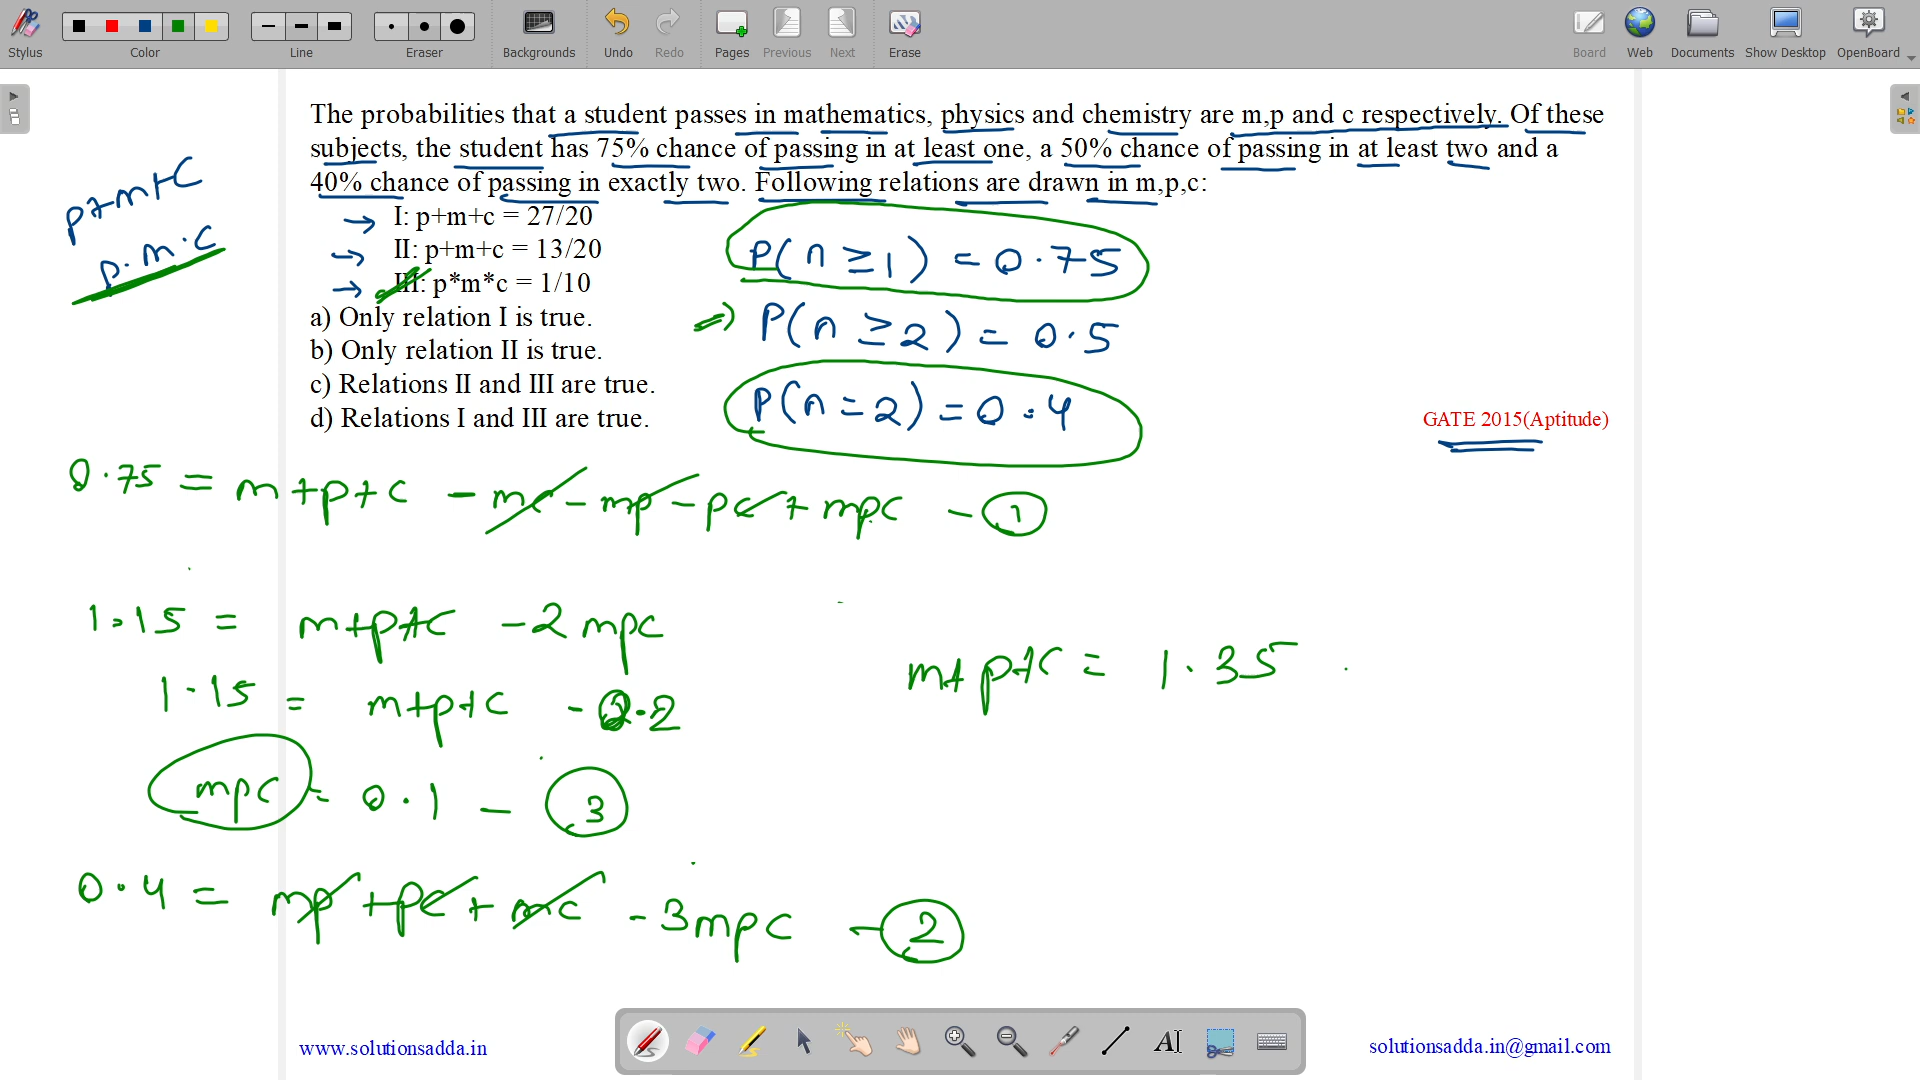 Stylus Color Line Eraser Backgrounds Undo Redo Pages Previous Next Erase Board Web Documents Show Desktop OpenBoard
The probabilities that a student passes in mathematics, physics and chemistry are m,p and c respectively. Of these
subjects, the student has 75% chance of passing in at least one, a 50% chance of passing in at least two and a
40% chance of passing in exactly two. Following relations are drawn in m,p,c:
I: p+m+c = 27/20
II: p+m+c = 13/20
III: p*m*c = 1/10
a) Only relation I is true.
b) Only relation II is true.
c) Relations II and III are true.
d) Relations I and III are true.
p+m+c
p.m.c
P(n ≥ 1) = 0.75
⇒ P(n ≥ 2) = 0.5
P(n = 2) = 0.4
GATE 2015(Aptitude)
0.75 = m+p+c - mc - mp - pc + mpc - 1
1.15 = m+p+c - 2mpc
1.15 = m+p+c - 0.2
m+p+c = 1.35
mpc = 0.1 - 3
0.4 = mp + pc + mc - 3mpc - 2
www.solutionsadda.in
solutionsadda.in@gmail.com